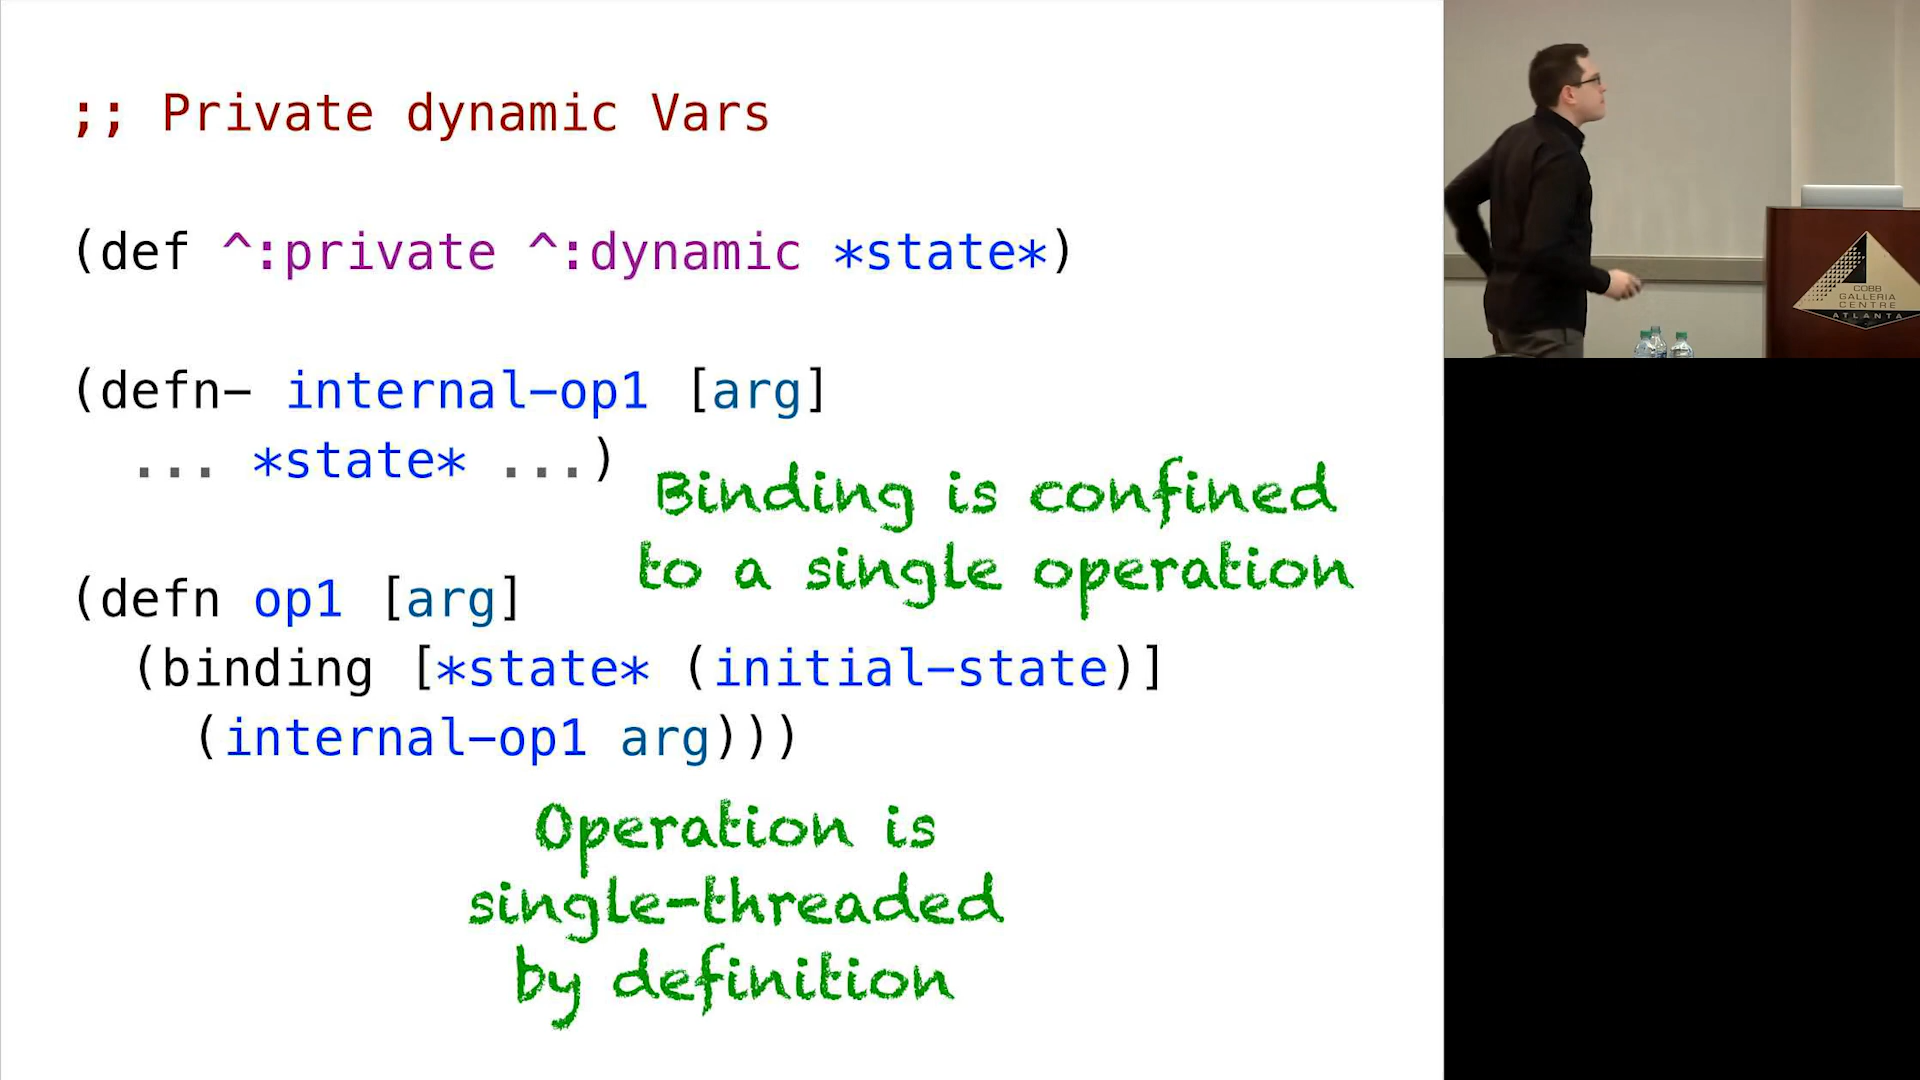 ;; Private dynamic Vars
(def ^:private ^:dynamic *state*)
(defn- internal-op1 [arg]
... *state* ...)
Binding is confined
to a single operation
(defn op1 [arg]
(binding [*state* (initial-state)]
(internal-op1 arg)))
Operation is
single-threaded
by definition
COBB
GALLERIA
CENTRE
ATLANTA